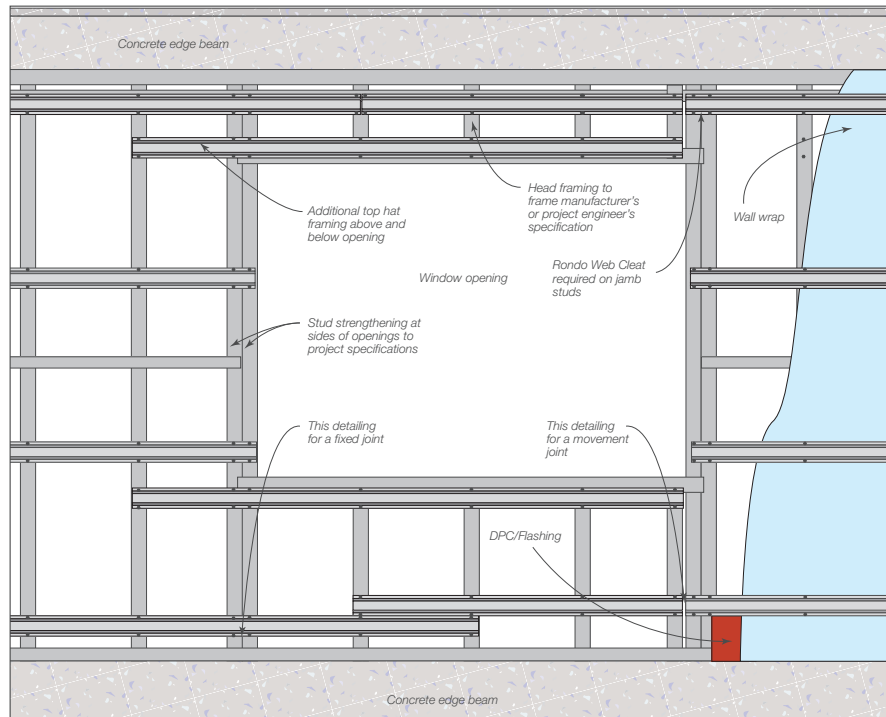 Concrete edge beam
Additional top hat
framing above and
below opening
Head framing to
frame manufacturer's
or project engineer's
specification
Wall wrap
Window opening
Rondo Web Cleat
required on jamb
studs
Stud strengthening at
sides of openings to
project specifications
This detailing
for a fixed joint
This detailing
for a movement
joint
DPC/Flashing
Concrete edge beam